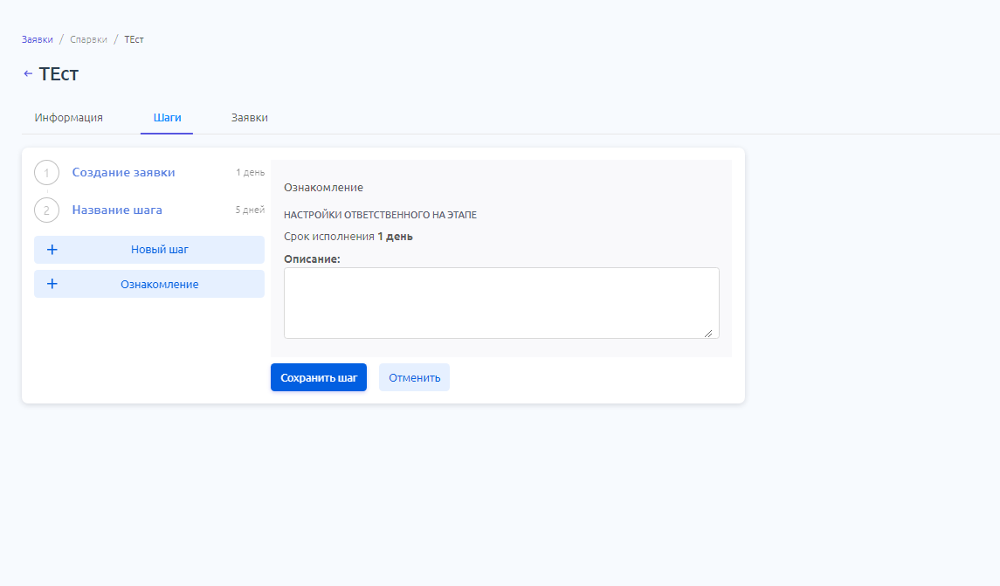 Заявки / Спарвки / ТЕст
← ТЕст
Информация Шаги Заявки
1 Создание заявки 1 день
2 Название шага 5 дней
+ Новый шаг
+ Ознакомление
Ознакомление
НАСТРОЙКИ ОТВЕТСТВЕННОГО НА ЭТАПЕ
Срок исполнения 1 день
Описание:
Сохранить шаг Отменить